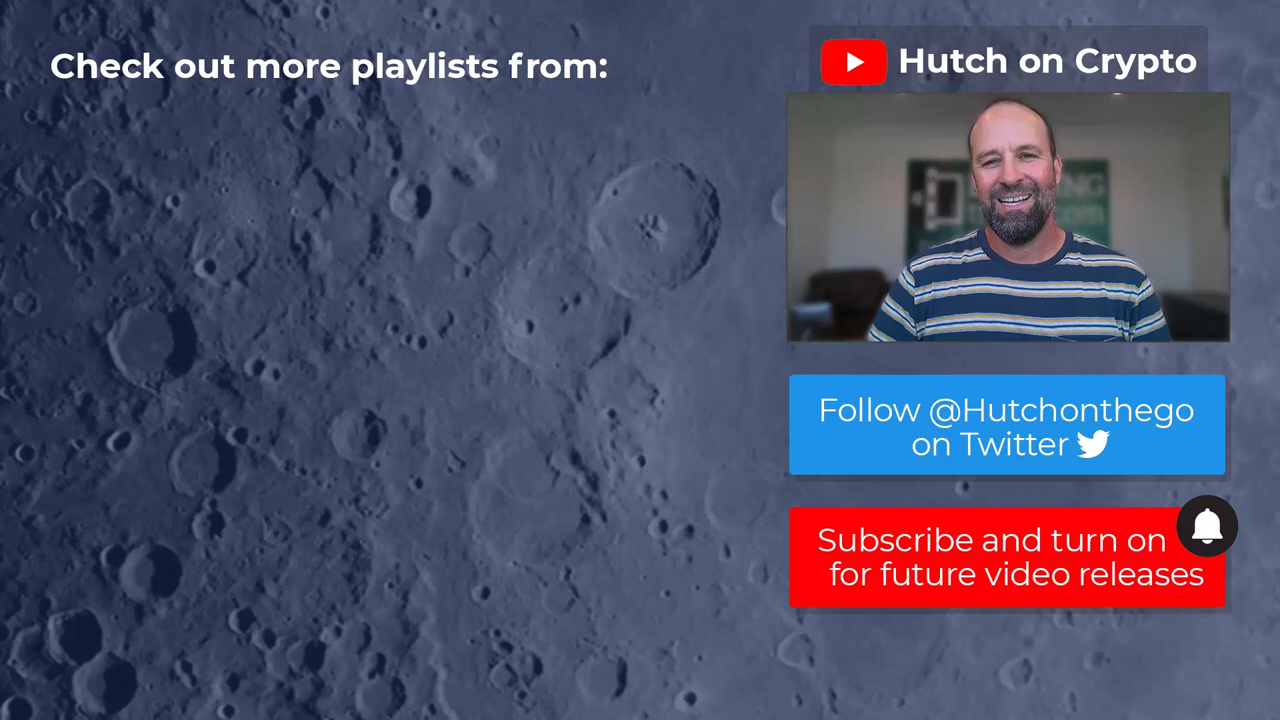 Check out more playlists from:
Hutch on Crypto
Follow @Hutchonthego
on Twitter
Subscribe and turn on
for future video releases